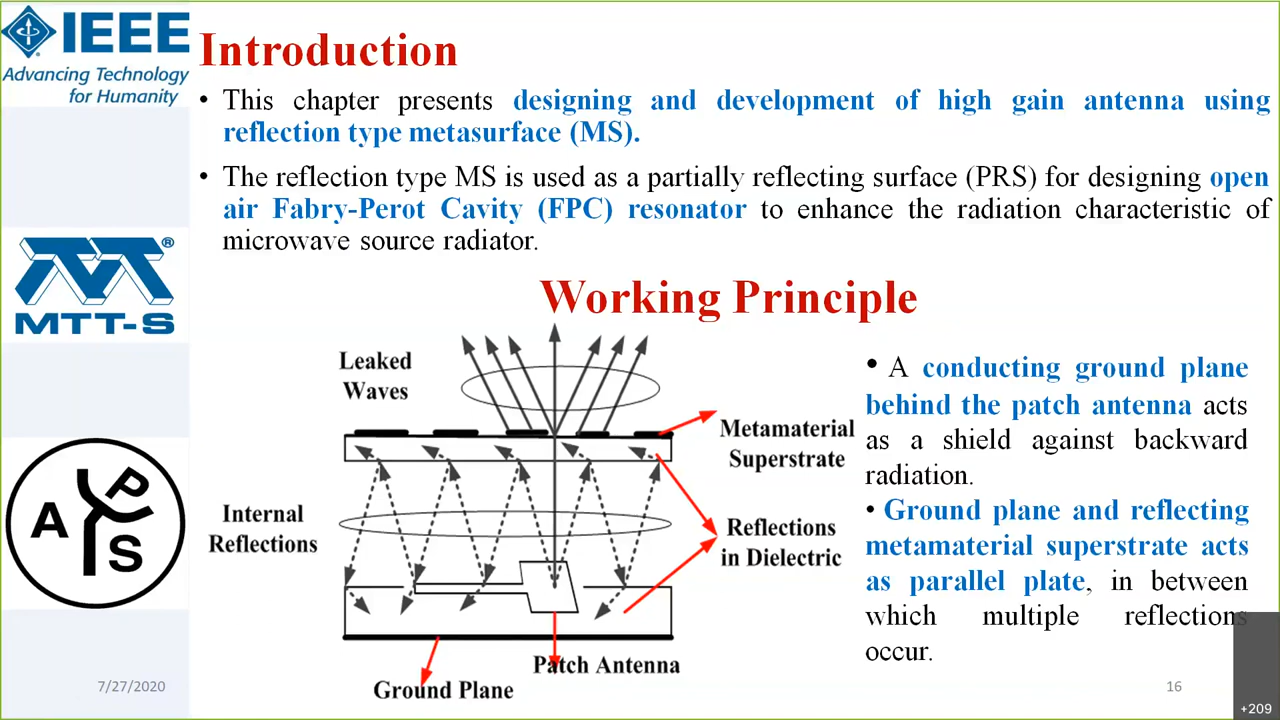 IEEE
Advancing Technology
for Humanity
Introduction
• This chapter presents designing and development of high gain antenna using
reflection type metasurface (MS).
• The reflection type MS is used as a partially reflecting surface (PRS) for designing open
air Fabry-Perot Cavity (FPC) resonator to enhance the radiation characteristic of
microwave source radiator.
MTT-S®
Working Principle
Leaked
Waves
Metamaterial
Superstrate
Internal
Reflections
Reflections
in Dielectric
Patch Antenna
Ground Plane
• A conducting ground plane
behind the patch antenna acts
as a shield against backward
radiation.
• Ground plane and reflecting
metamaterial superstrate acts
as parallel plate, in between
which multiple reflections
occur.
A P S
7/27/2020
16
+209